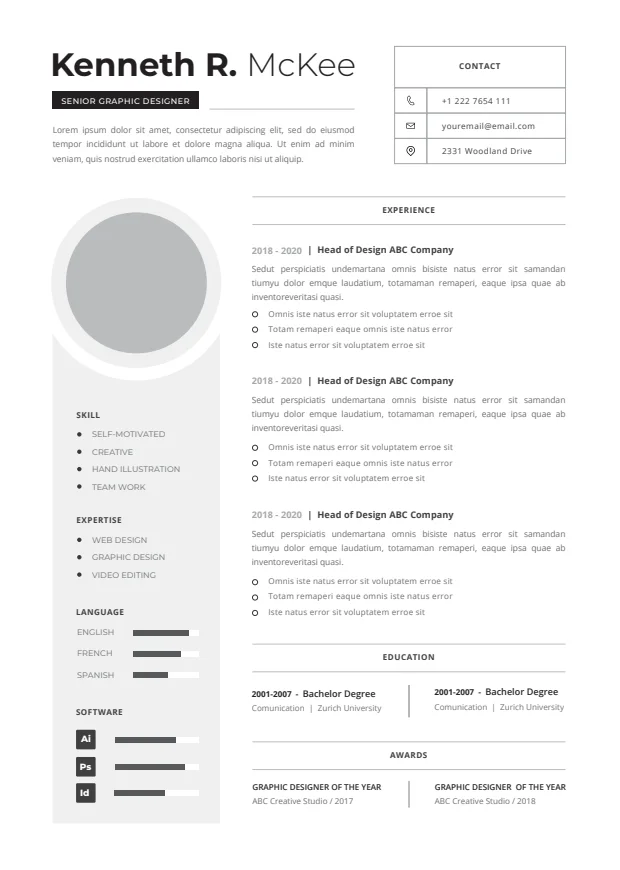 Kenneth R. McKee
SENIOR GRAPHIC DESIGNER
Lorem ipsum dolor sit amet, consectetur adipiscing elit, sed do eiusmod
tempor incididunt ut labore et dolore magna aliqua. Ut enim ad minim
veniam, quis nostrud exercitation ullamco laboris nisi ut aliquip.
CONTACT
+1 222 7654 111
youremail@email.com
2331 Woodland Drive
SKILL
SELF-MOTIVATED
CREATIVE
HAND ILLUSTRATION
TEAM WORK
EXPERTISE
WEB DESIGN
GRAPHIC DESIGN
VIDEO EDITING
LANGUAGE
ENGLISH
FRENCH
SPANISH
SOFTWARE
Ai
Ps
Id
EXPERIENCE
2018 - 2020 | Head of Design ABC Company
Sedut perspiciatis undemartana omnis bisiste natus error sit samandan
tiumyu dolor emque laudatium, totamaman remaperi, eaque ipsa quae ab
inventoreveritasi quasi.
Omnis iste natus error sit voluptatem erroe sit
Totam remaperi eaque omnis iste natus error
Iste natus error sit voluptatem erroe sit
2018 - 2020 | Head of Design ABC Company
Sedut perspiciatis undemartana omnis bisiste natus error sit samandan
tiumyu dolor emque laudatium, totamaman remaperi, eaque ipsa quae ab
inventoreveritasi quasi.
Omnis iste natus error sit voluptatem erroe sit
Totam remaperi eaque omnis iste natus error
Iste natus error sit voluptatem erroe sit
2018 - 2020 | Head of Design ABC Company
Sedut perspiciatis undemartana omnis bisiste natus error sit samandan
tiumyu dolor emque laudatium, totamaman remaperi, eaque ipsa quae ab
inventoreveritasi quasi.
Omnis iste natus error sit voluptatem erroe sit
Totam remaperi eaque omnis iste natus error
Iste natus error sit voluptatem erroe sit
EDUCATION
2001-2007 - Bachelor Degree
Comunication | Zurich University
2001-2007 - Bachelor Degree
Comunication | Zurich University
AWARDS
GRAPHIC DESIGNER OF THE YEAR
ABC Creative Studio / 2017
GRAPHIC DESIGNER OF THE YEAR
ABC Creative Studio / 2018